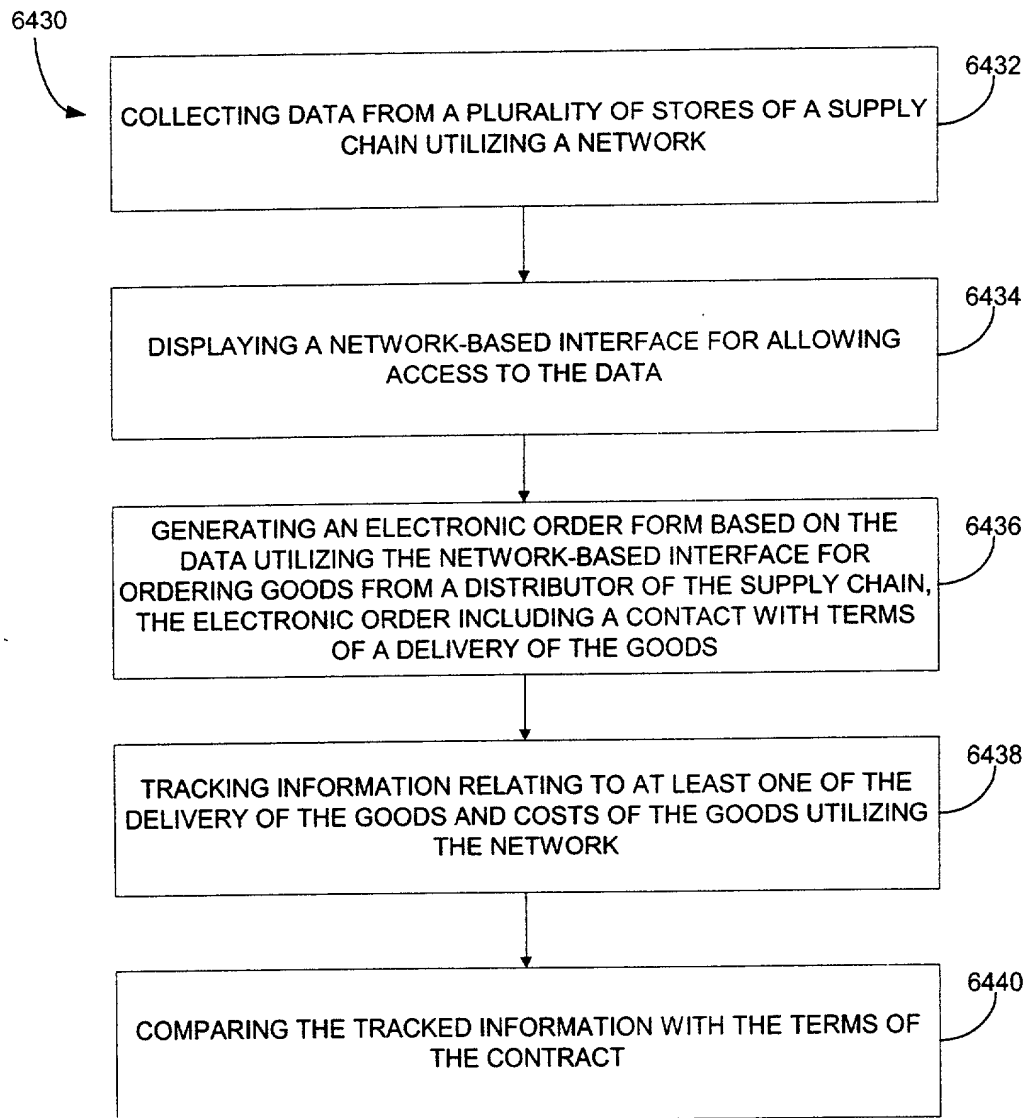 6430
6432
COLLECTING DATA FROM A PLURALITY OF STORES OF A SUPPLY
CHAIN UTILIZING A NETWORK
6434
DISPLAYING A NETWORK-BASED INTERFACE FOR ALLOWING
ACCESS TO THE DATA
6436
GENERATING AN ELECTRONIC ORDER FORM BASED ON THE
DATA UTILIZING THE NETWORK-BASED INTERFACE FOR
ORDERING GOODS FROM A DISTRIBUTOR OF THE SUPPLY CHAIN,
THE ELECTRONIC ORDER INCLUDING A CONTACT WITH TERMS
OF A DELIVERY OF THE GOODS
6438
TRACKING INFORMATION RELATING TO AT LEAST ONE OF THE
DELIVERY OF THE GOODS AND COSTS OF THE GOODS UTILIZING
THE NETWORK
6440
COMPARING THE TRACKED INFORMATION WITH THE TERMS OF
THE CONTRACT